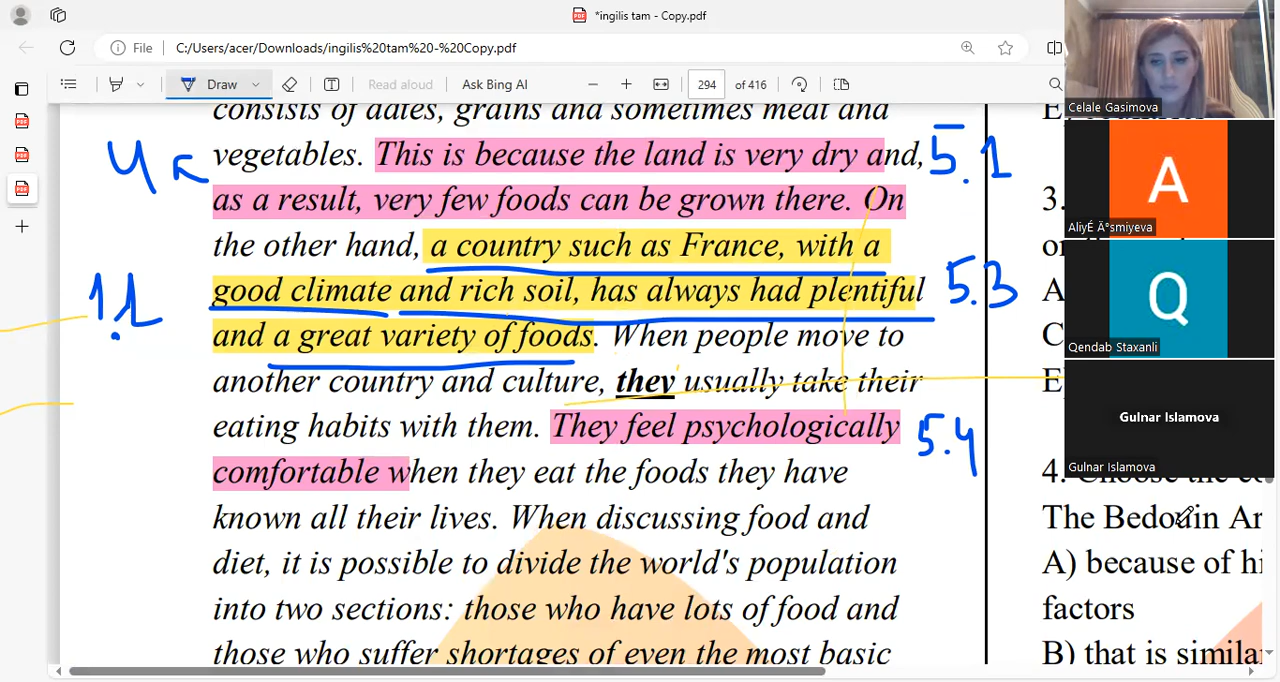 *ingilis tam - Copy.pdf
File C:/Users/acer/Downloads/ingilis%20tam%20-%20Copy.pdf
Draw Read aloud Ask Bing AI 294 of 416
consists of dates, grains and sometimes meat and
vegetables. This is because the land is very dry and,
as a result, very few foods can be grown there. On
the other hand, a country such as France, with a
good climate and rich soil, has always had plentiful
and a great variety of foods. When people move to
another country and culture, they usually take their
eating habits with them. They feel psychologically
comfortable when they eat the foods they have
known all their lives. When discussing food and
diet, it is possible to divide the world's population
into two sections: those who have lots of food and
those who suffer shortages of even the most basic
4
5.1
5.3
5.4
3.
A
C
E
4. Choose the
The Bedouin Ar
A) because of hi
factors
B) that is simila
Celale Gasimova
A
AliyÉ Ä°smiyeva
Q
Qendab Staxanli
Gulnar Islamova
Gulnar Islamova